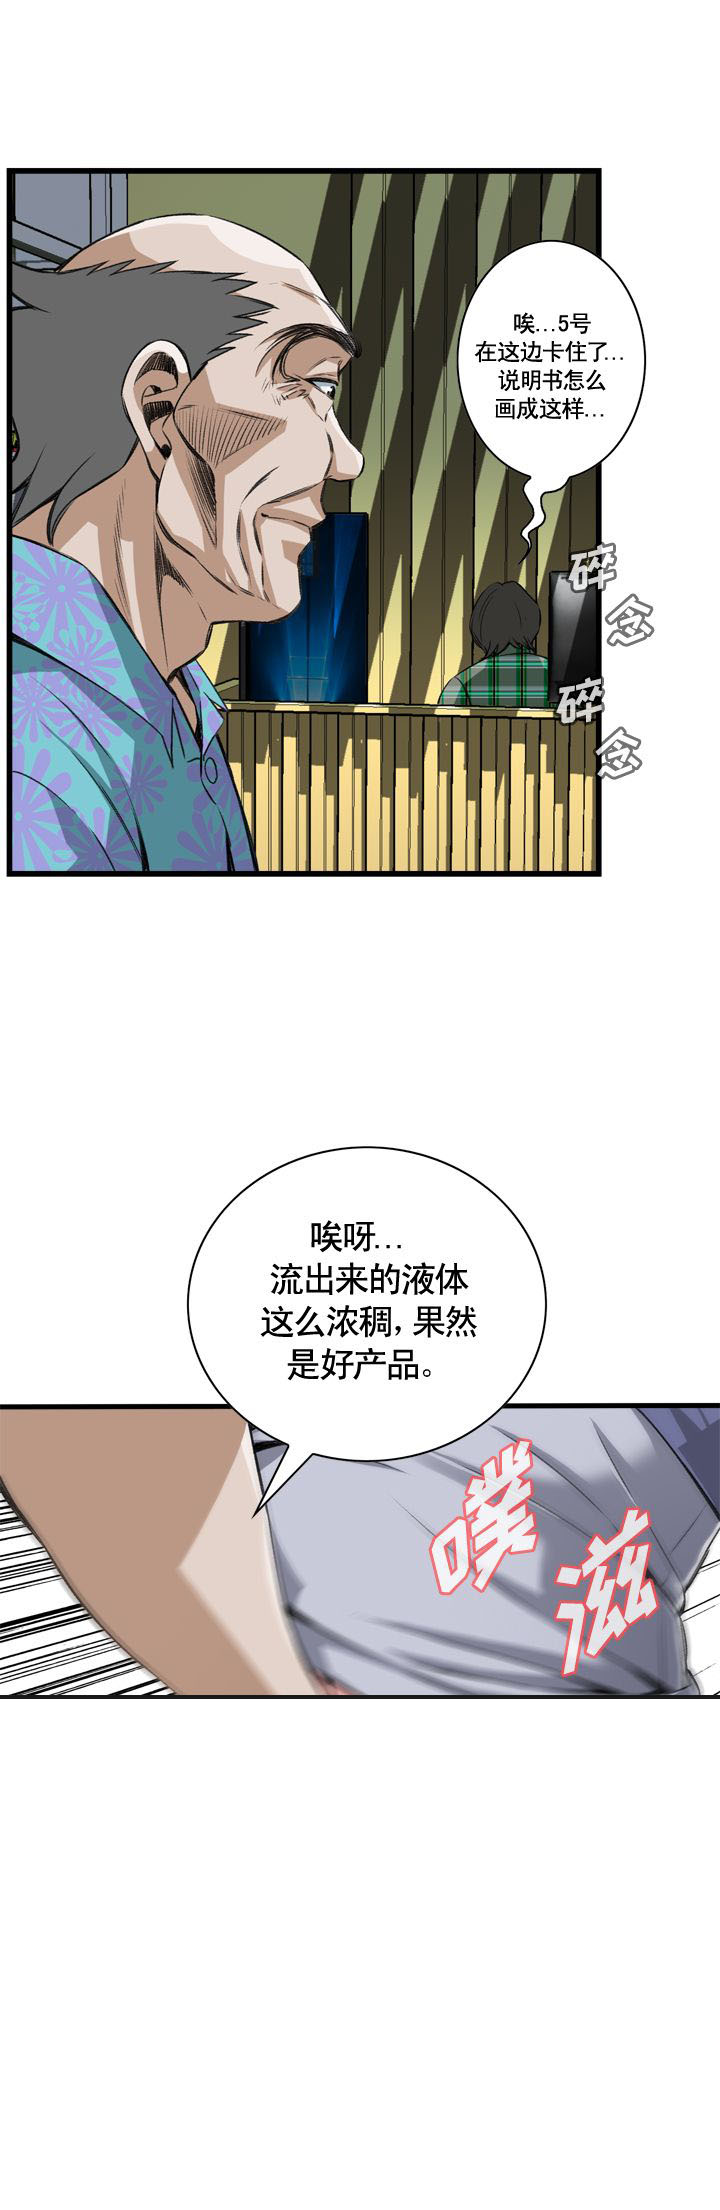 唉...5号
在这边卡住了...
说明书怎么
画成这样...
碎
念
碎
念
唉呀...
流出来的液体
这么浓稠，果然
是好产品。
噗
滋